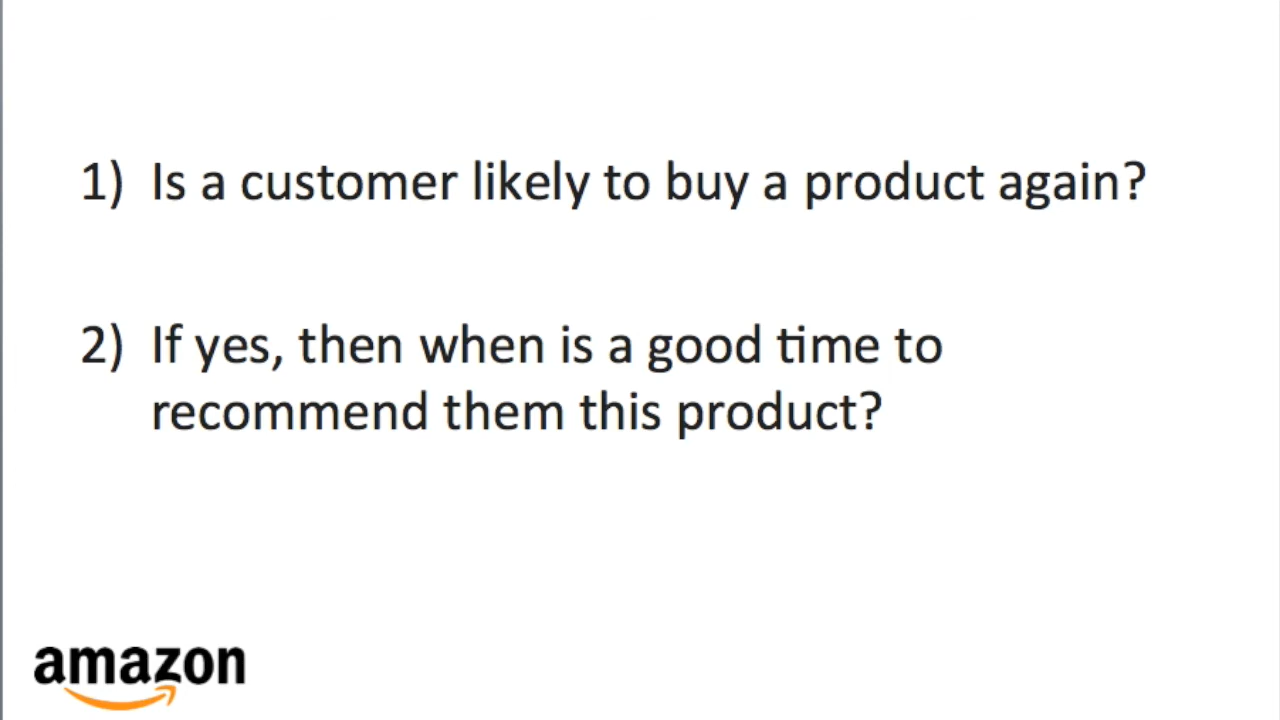 1) Is a customer likely to buy a product again?
2) If yes, then when is a good time to
recommend them this product?
amazon